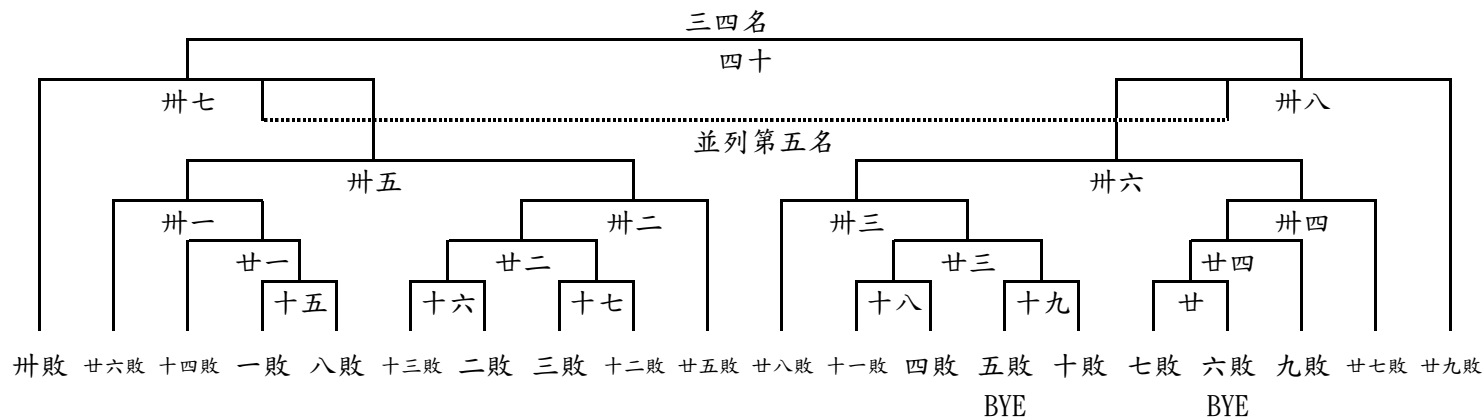 三四名
四十
卅七 卅八
並列第五名
卅五 卅六
卅一 卅二 卅三 卅四
廿一 廿二 廿三 廿四
十五 十六 十七 十八 十九 廿
卅敗 廿六敗 十四敗 一敗 八敗 十三敗 二敗 三敗 十二敗 廿五敗 廿八敗 十一敗 四敗 五敗 十敗 七敗 六敗 九敗 廿七敗 廿九敗
BYE BYE